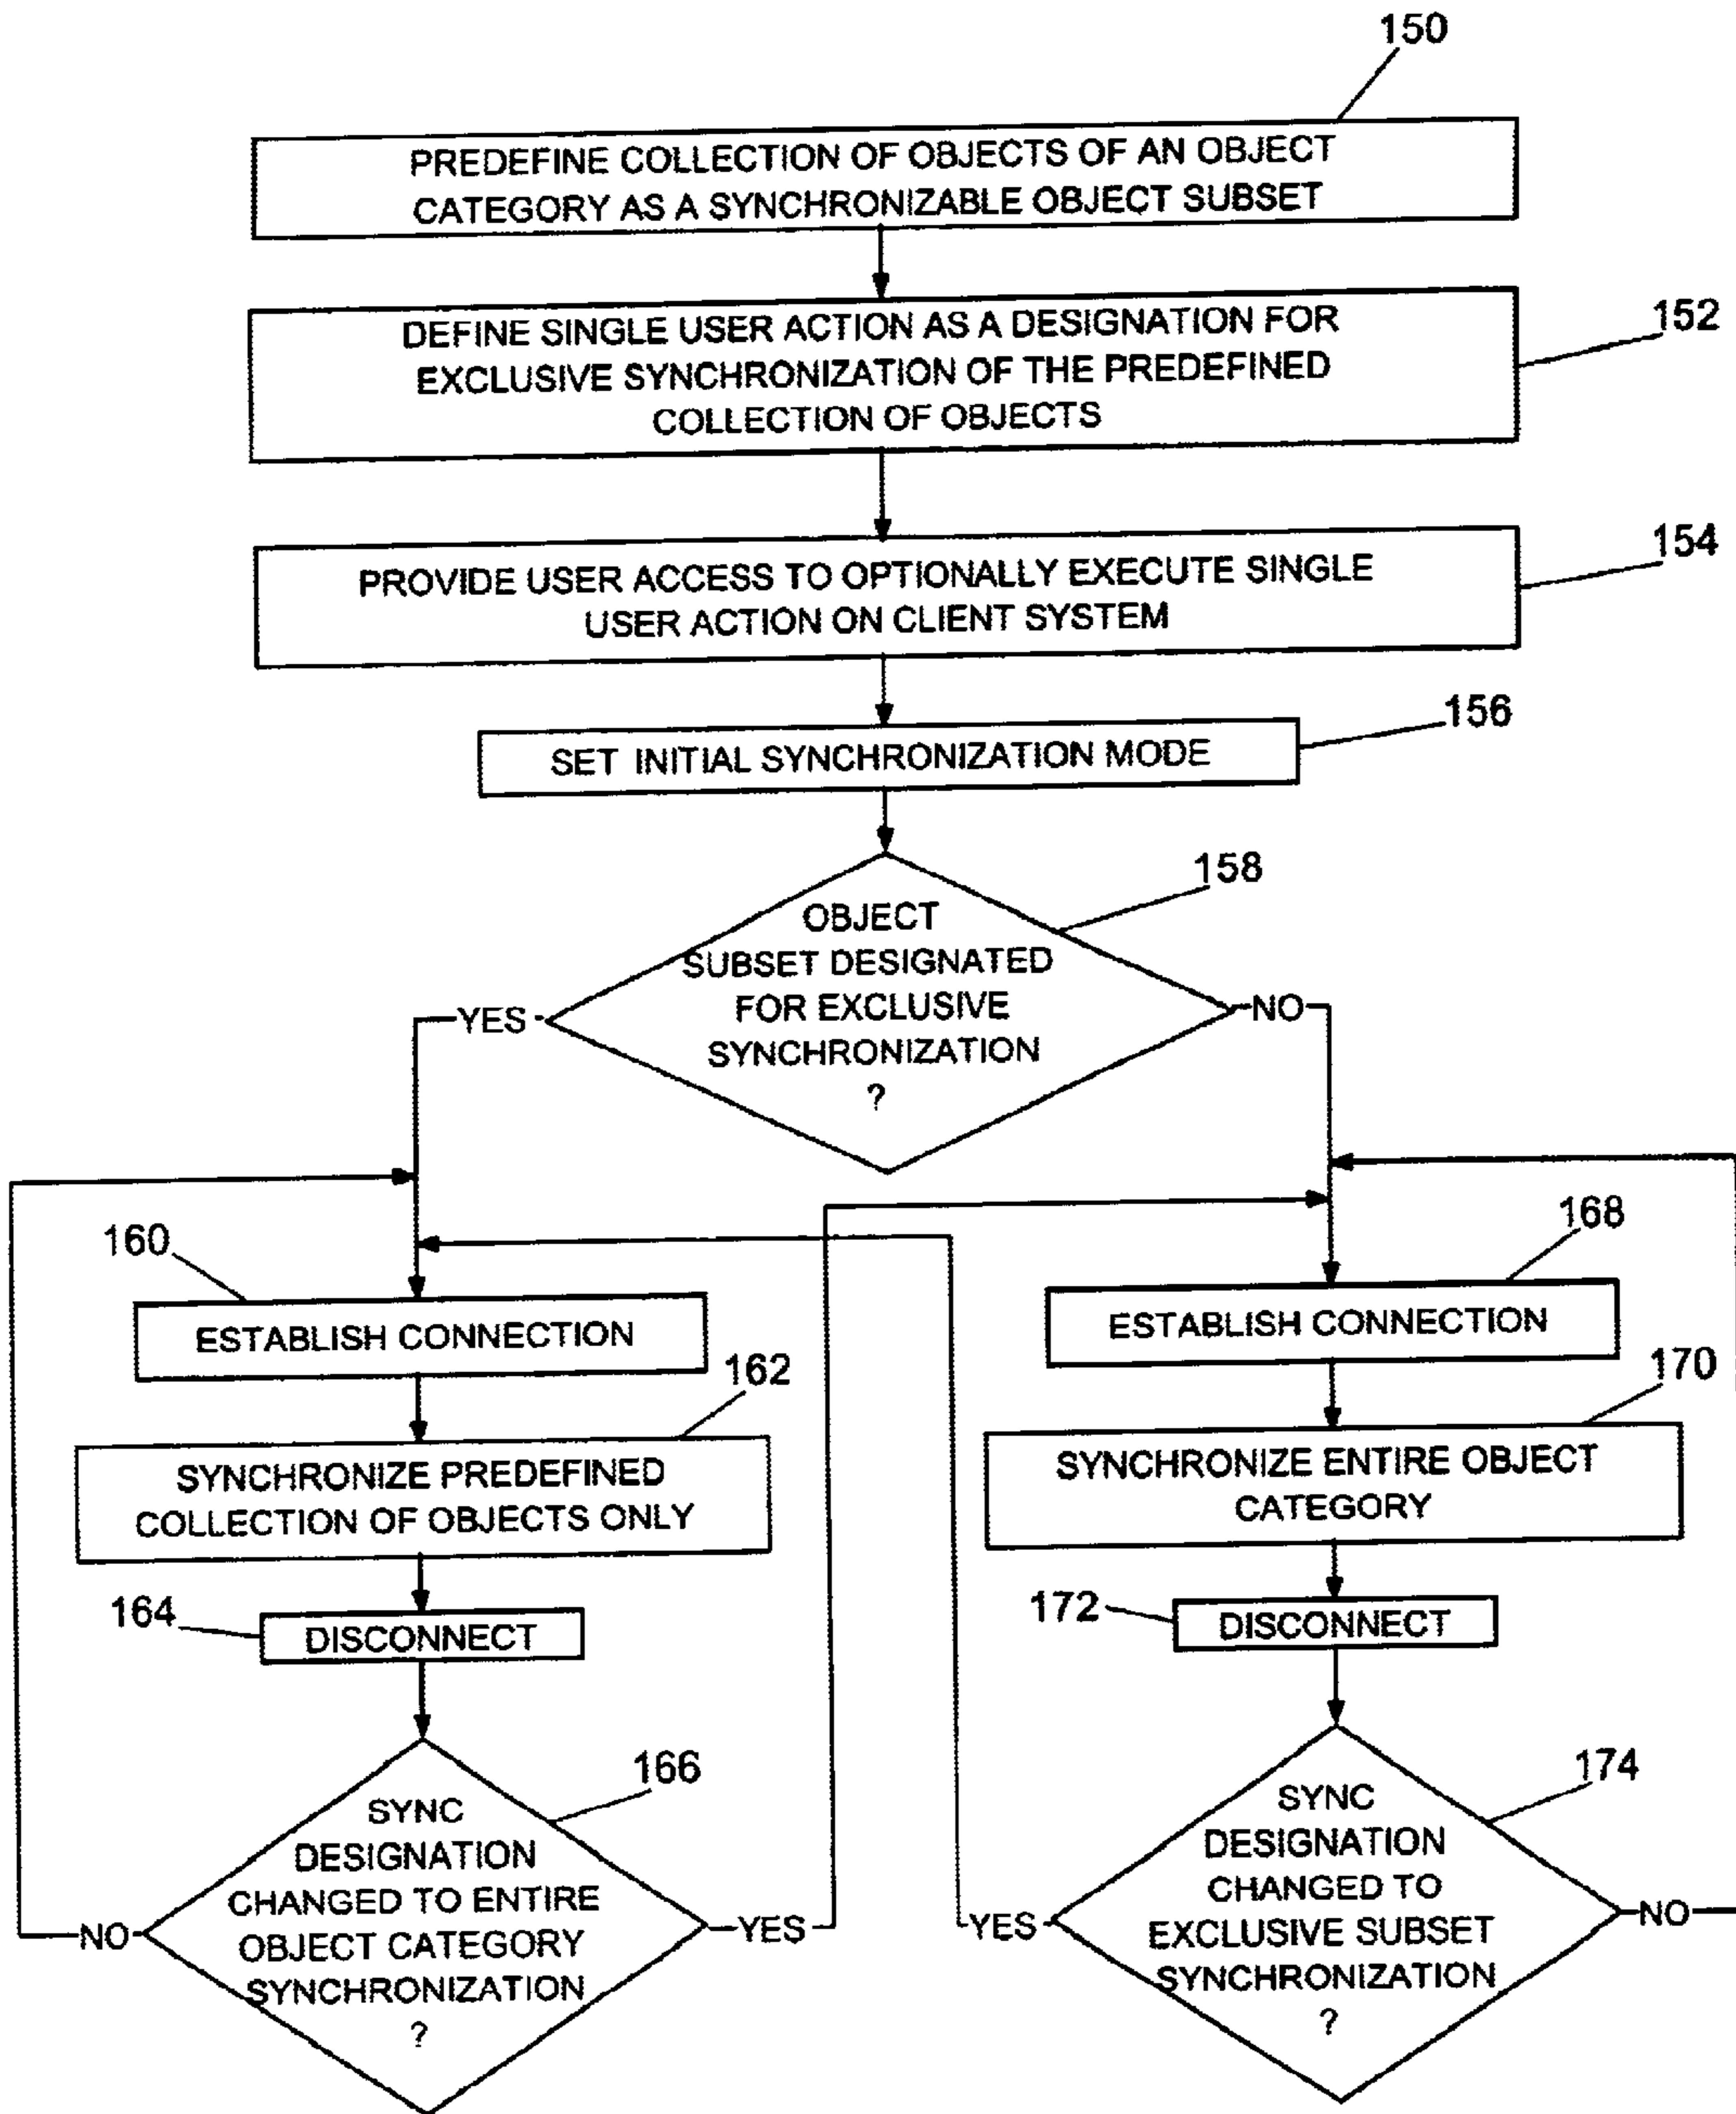 150
PREDEFINE COLLECTION OF OBJECTS OF AN OBJECT
CATEGORY AS A SYNCHRONIZABLE OBJECT SUBSET
152
DEFINE SINGLE USER ACTION AS A DESIGNATION FOR
EXCLUSIVE SYNCHRONIZATION OF THE PREDEFINED
COLLECTION OF OBJECTS
154
PROVIDE USER ACCESS TO OPTIONALLY EXECUTE SINGLE
USER ACTION ON CLIENT SYSTEM
156
SET INITIAL SYNCHRONIZATION MODE
158
OBJECT
SUBSET DESIGNATED
FOR EXCLUSIVE
SYNCHRONIZATION
?
YES
NO
160
ESTABLISH CONNECTION
162
SYNCHRONIZE PREDEFINED
COLLECTION OF OBJECTS ONLY
164
DISCONNECT
166
SYNC
DESIGNATION
CHANGED TO ENTIRE
OBJECT CATEGORY
SYNCHRONIZATION
?
NO
YES
168
ESTABLISH CONNECTION
170
SYNCHRONIZE ENTIRE OBJECT
CATEGORY
172
DISCONNECT
174
SYNC
DESIGNATION
CHANGED TO
EXCLUSIVE SUBSET
SYNCHRONIZATION
?
YES
NO